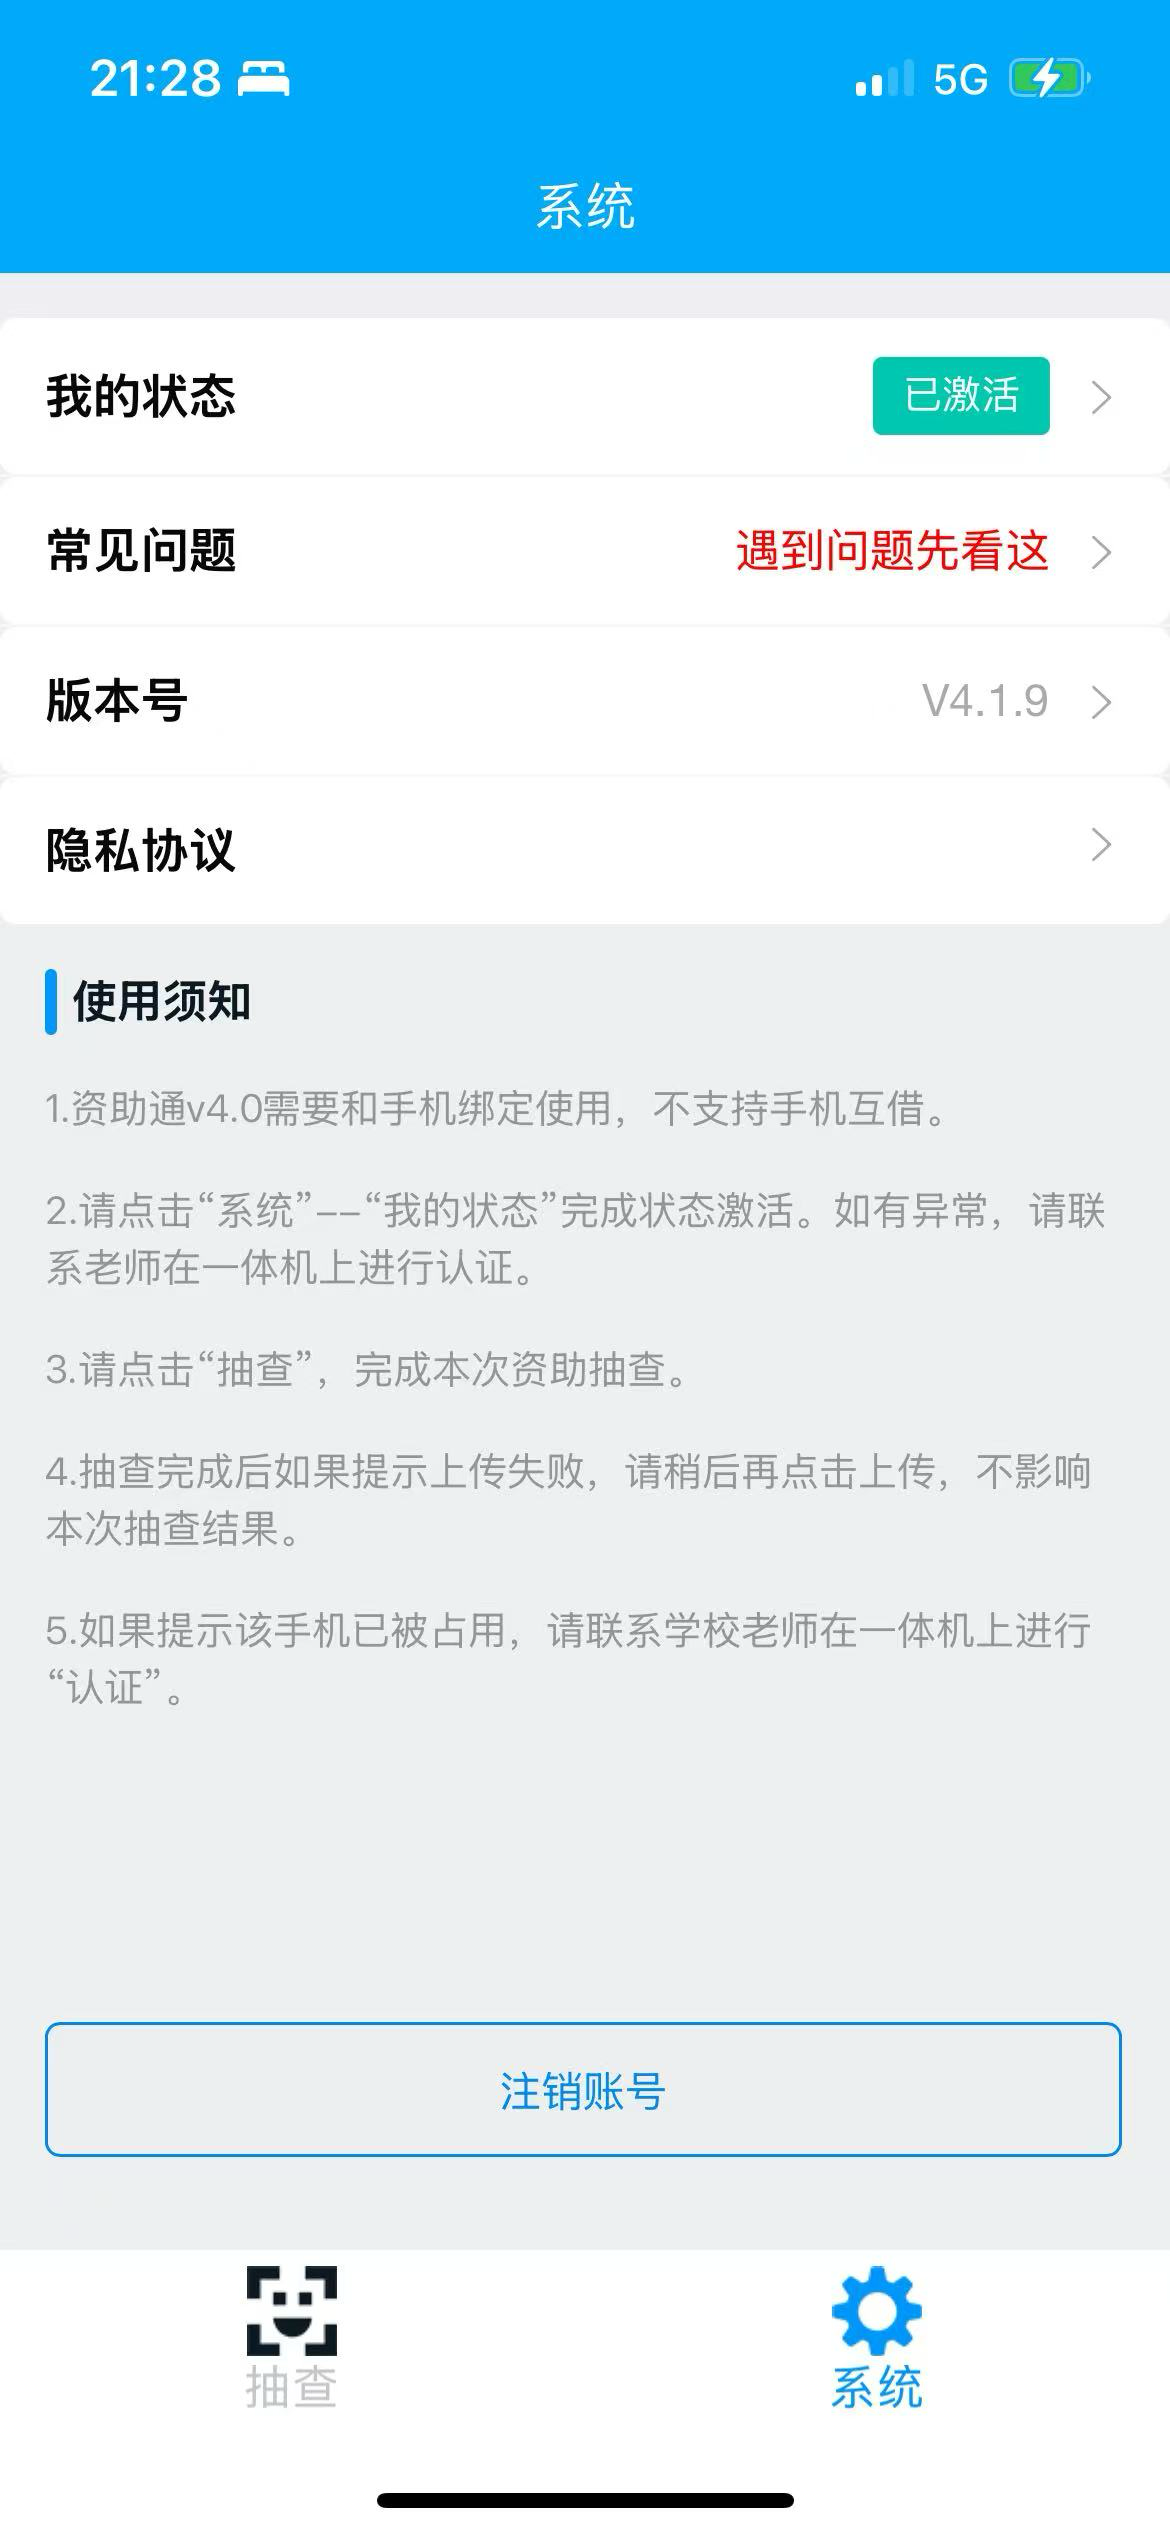 21:28
5G
系统
我的状态
已激活
常见问题
遇到问题先看这
版本号
V4.1.9
隐私协议
使用须知
1.资助通v4.0需要和手机绑定使用，不支持手机互借。
2.请点击“系统”--“我的状态”完成状态激活。如有异常，请联
系老师在一体机上进行认证。
3.请点击“抽查”，完成本次资助抽查。
4.抽查完成后如果提示上传失败，请稍后再点击上传，不影响
本次抽查结果。
5.如果提示该手机已被占用，请联系学校老师在一体机上进行
“认证”。
注销账号
抽查
系统